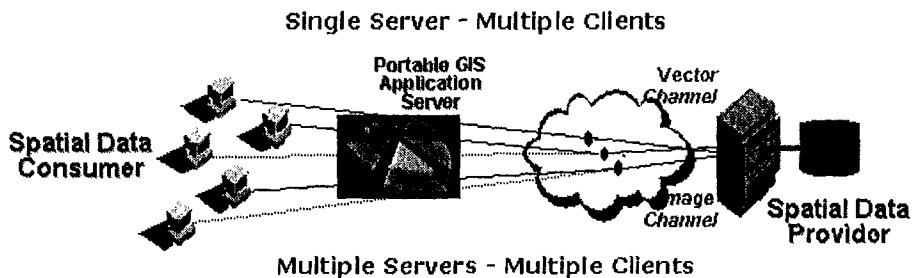 Single Server - Multiple Clients
Portable GIS
Application
Server
Vector
Channel
Spatial Data
Consumer
Image
Channel
Spatial Data
Provider
Multiple Servers - Multiple Clients